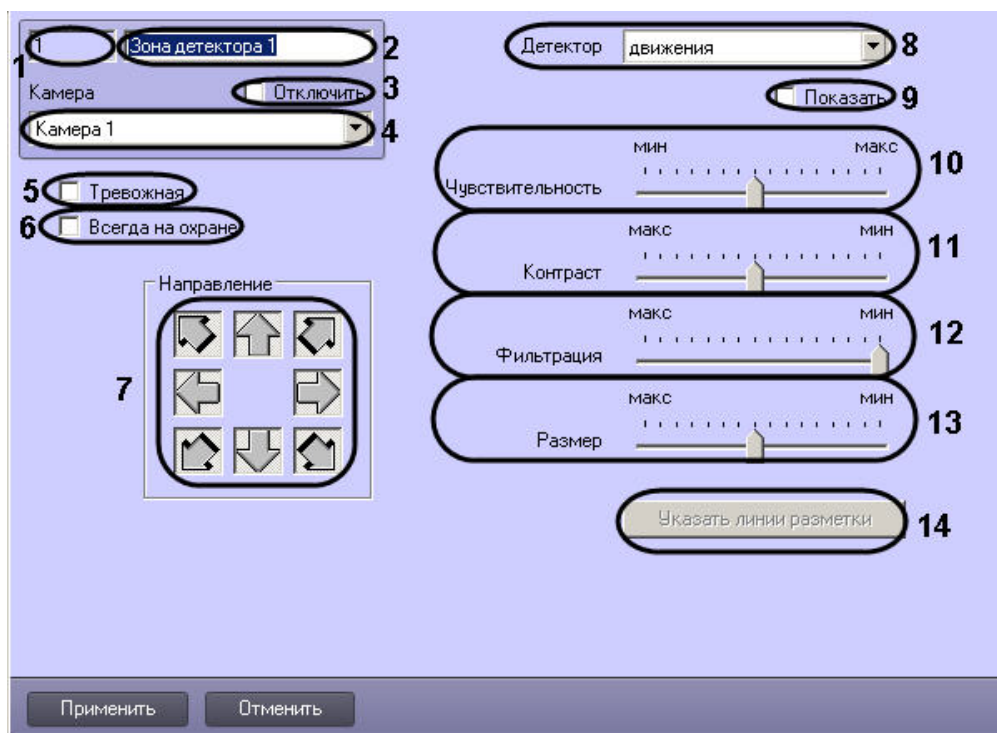 1 Зона детектора 1 2
1
Камера Отключить 3
Камера 1 4
5 Тревожная
6 Всегда на охране
Направление
7
Детектор движения 8
Показать 9
мин макс
Чувствительность 10
макс мин
Контраст 11
макс мин
Фильтрация 12
макс мин
Размер 13
Указать линии разметки 14
Применить Отменить